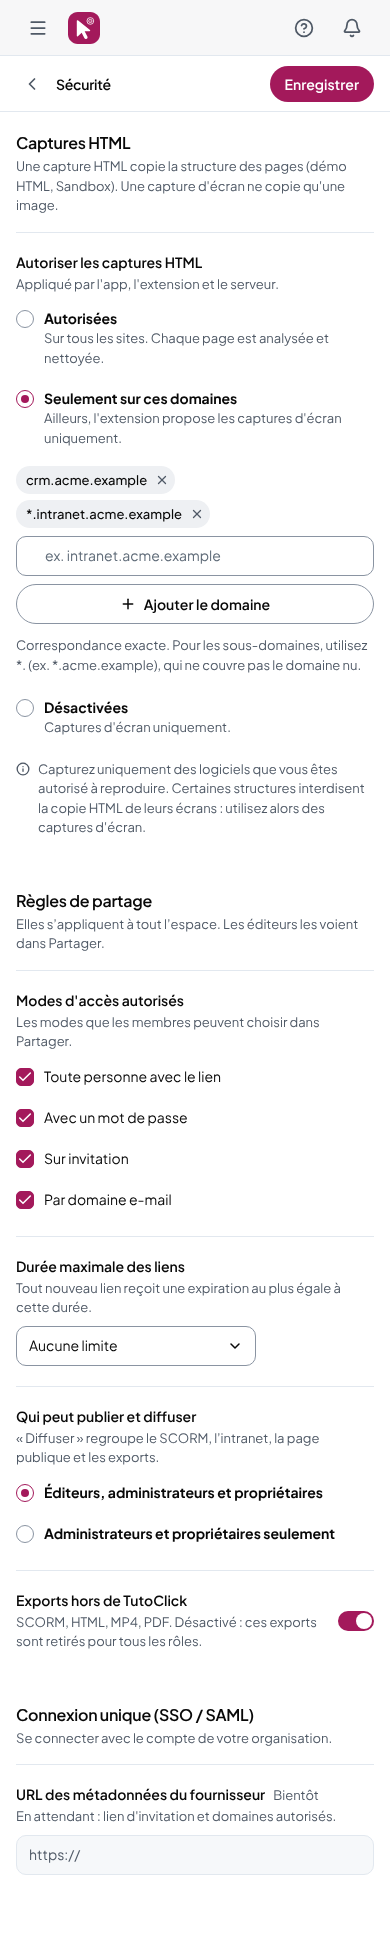 Sécurité
Enregistrer
Captures HTML
Une capture HTML copie la structure des pages (démo
HTML, Sandbox). Une capture d'écran ne copie qu'une
image.
Autoriser les captures HTML
Appliqué par l'app, l'extension et le serveur.
Autorisées
Sur tous les sites. Chaque page est analysée et
nettoyée.
Seulement sur ces domaines
Ailleurs, l'extension propose les captures d'écran
uniquement.
crm.acme.example
*.intranet.acme.example
ex. intranet.acme.example
Ajouter le domaine
Correspondance exacte. Pour les sous-domaines, utilisez
*. (ex. *.acme.example), qui ne couvre pas le domaine nu.
Désactivées
Captures d'écran uniquement.
Capturez uniquement des logiciels que vous êtes
autorisé à reproduire. Certaines structures interdisent
la copie HTML de leurs écrans : utilisez alors des
captures d'écran.
Règles de partage
Elles s'appliquent à tout l'espace. Les éditeurs les voient
dans Partager.
Modes d'accès autorisés
Les modes que les membres peuvent choisir dans
Partager.
Toute personne avec le lien
Avec un mot de passe
Sur invitation
Par domaine e-mail
Durée maximale des liens
Tout nouveau lien reçoit une expiration au plus égale à
cette durée.
Aucune limite
Qui peut publier et diffuser
« Diffuser » regroupe le SCORM, l'intranet, la page
publique et les exports.
Éditeurs, administrateurs et propriétaires
Administrateurs et propriétaires seulement
Exports hors de TutoClick
SCORM, HTML, MP4, PDF. Désactivé : ces exports
sont retirés pour tous les rôles.
Connexion unique (SSO / SAML)
Se connecter avec le compte de votre organisation.
URL des métadonnées du fournisseur Bientôt
En attendant : lien d'invitation et domaines autorisés.
https://